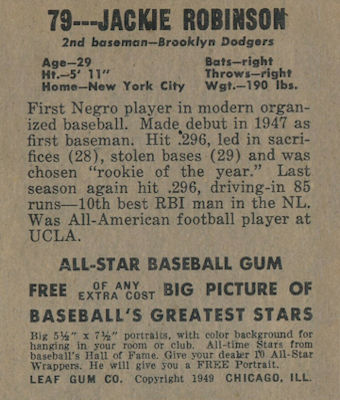 79---JACKIE ROBINSON
2nd baseman—Brooklyn Dodgers
Age—29 Bats—right
Ht.—5' 11" Throws—right
Home—New York City Wgt.—190 lbs.
First Negro player in modern organ-
ized baseball. Made debut in 1947 as
first baseman. Hit .296, led in sacri-
fices (28), stolen bases (29) and was
chosen "rookie of the year." Last
season again hit .296, driving-in 85
runs—10th best RBI man in the NL.
Was All-American football player at
UCLA.
ALL-STAR BASEBALL GUM
FREE OF ANY EXTRA COST BIG PICTURE OF
BASEBALL'S GREATEST STARS
Big 5½" x 7½" portraits, with color background for
hanging in your room or club. All-time Stars from
baseball's Hall of Fame. Give your dealer 10 All-Star
Wrappers. He will give you a FREE Portrait.
LEAF GUM CO. Copyright 1949 CHICAGO, ILL.